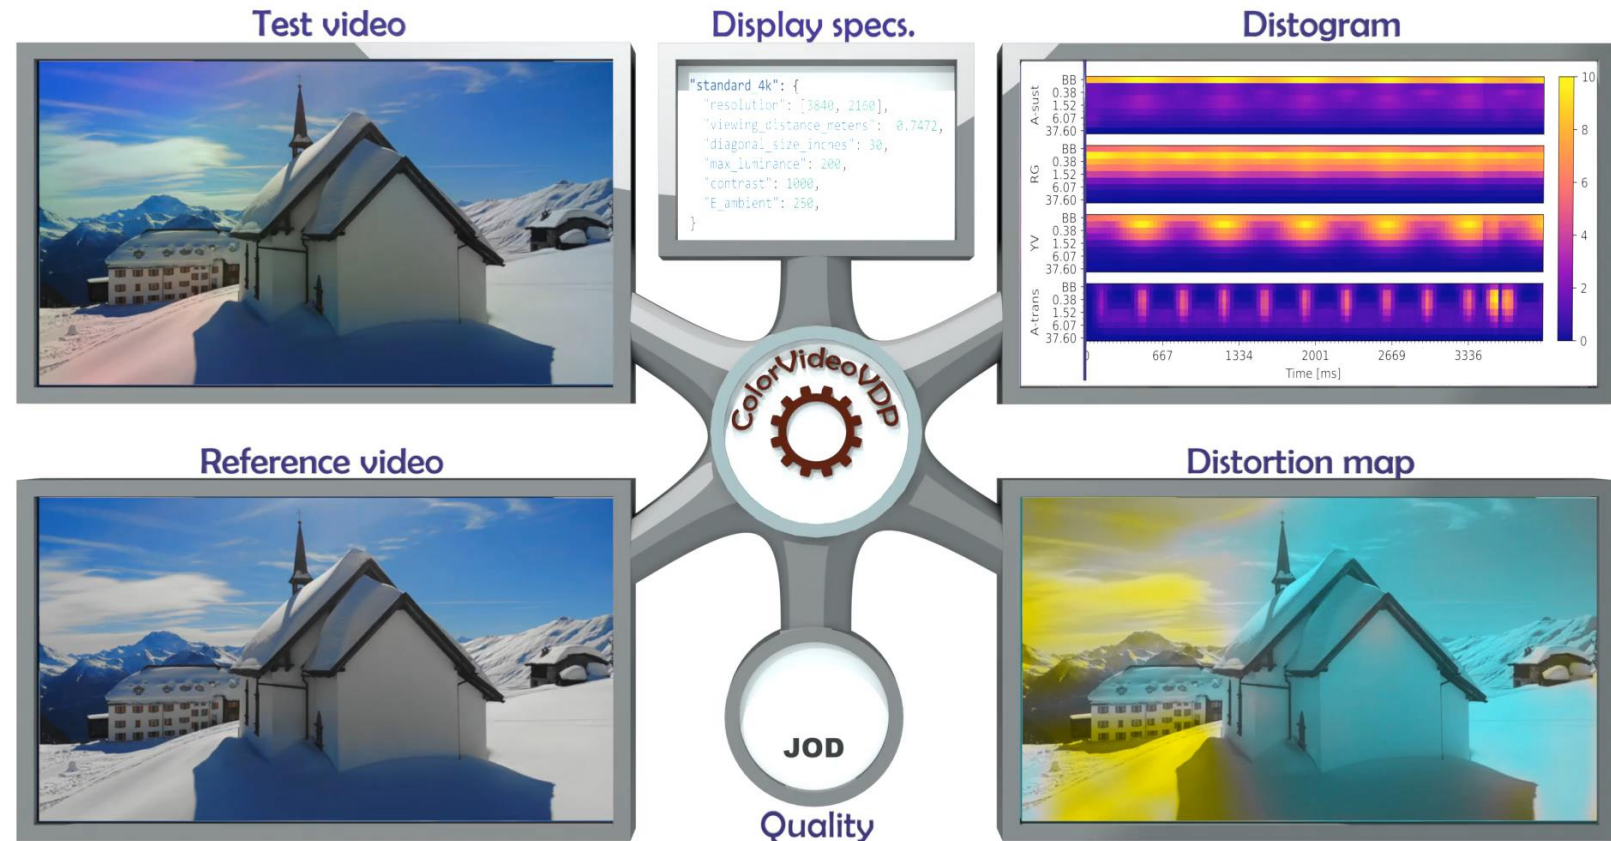 Test video
Display specs.
Distogram
"standard 4k": {
"resolution": [3840, 2160],
"viewing_distance_meters": 0.7472,
"diagonal_size_inches": 30,
"max_luminance": 200,
"contrast": 1000,
"E_ambient": 250,
}
A-sust
BB
0.38
1.52
6.07
37.60
RG
BB
0.38
1.52
6.07
37.60
YV
BB
0.38
1.52
6.07
37.60
A-trans
BB
0.38
1.52
6.07
37.60
0
667
1334
2001
2669
3336
Time [ms]
10
8
6
4
2
0
ColorVideoVDP
Reference video
Distortion map
JOD
Quality